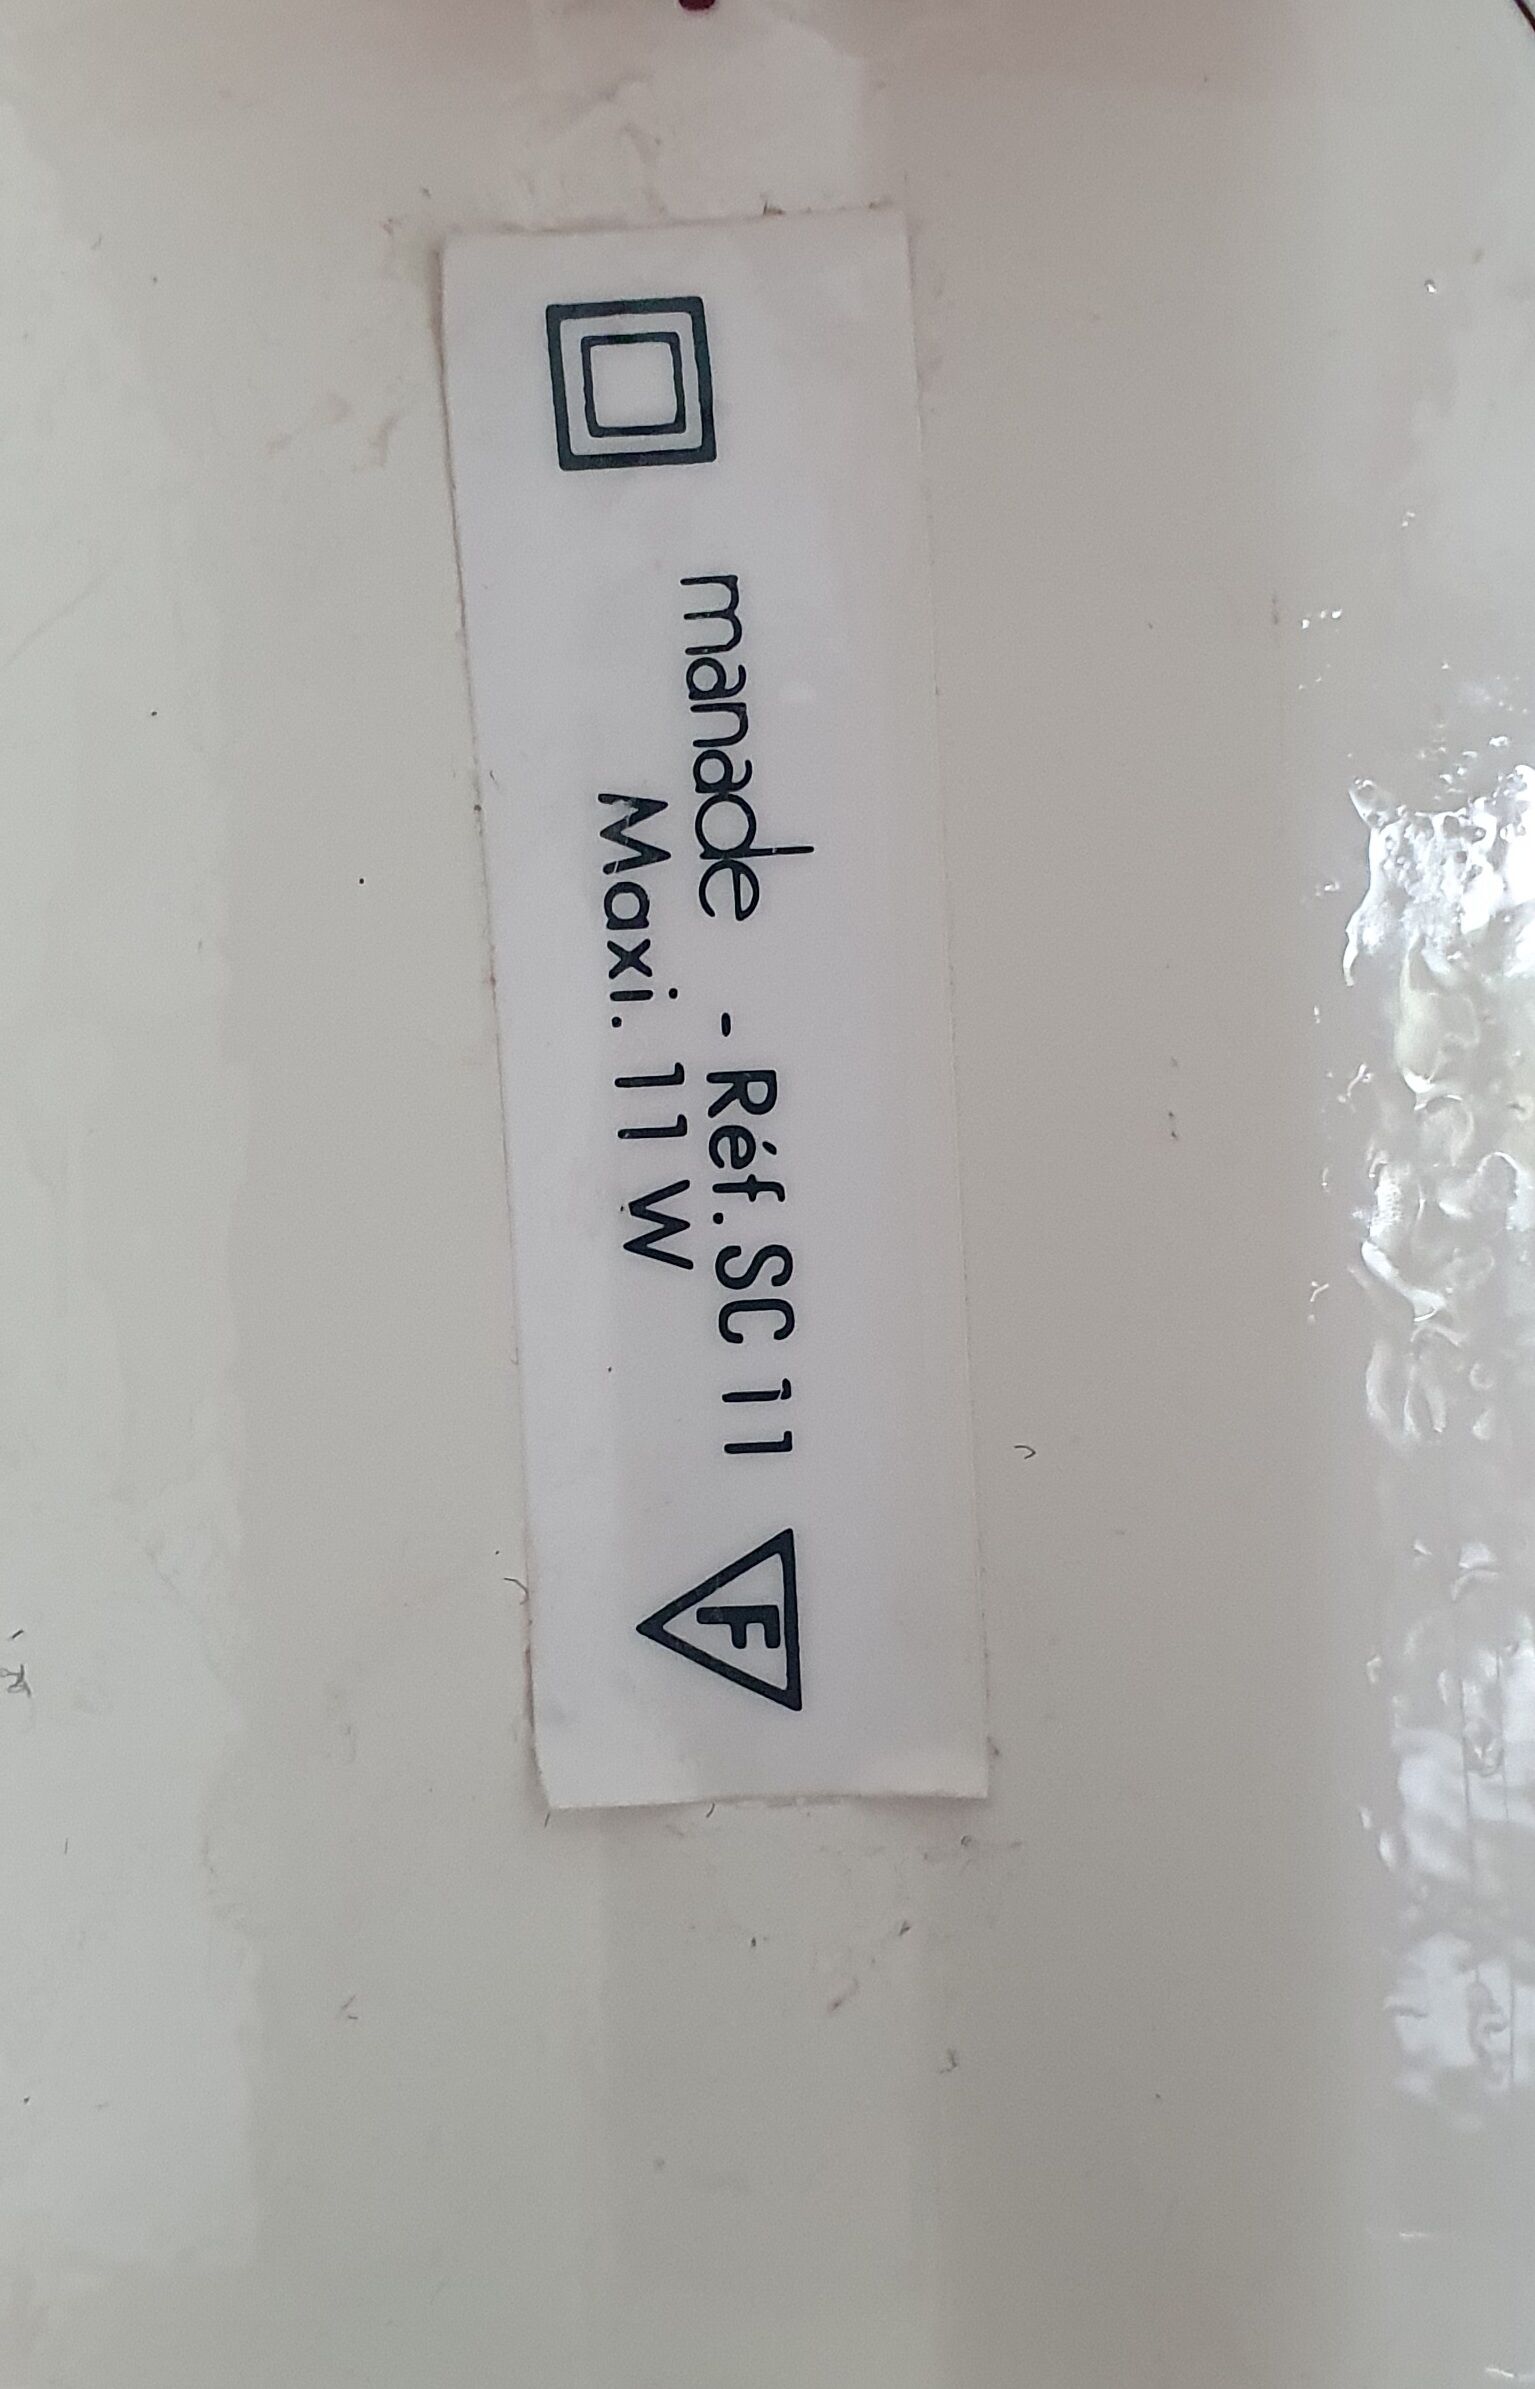 manade - Réf.SC 11
Maxi. 11 W
F